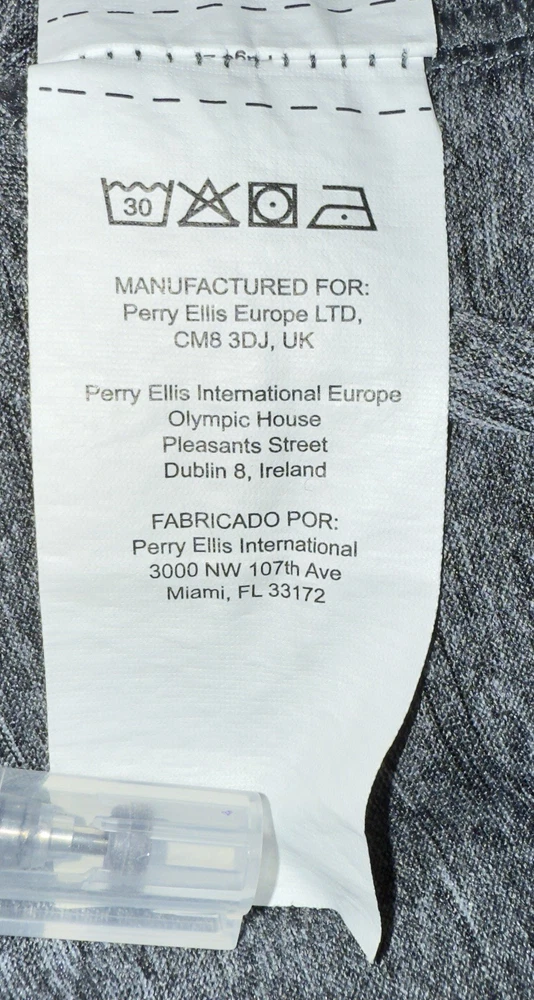 30
MANUFACTURED FOR:
Perry Ellis Europe LTD,
CM8 3DJ, UK
Perry Ellis International Europe
Olympic House
Pleasants Street
Dublin 8, Ireland
FABRICADO POR:
Perry Ellis International
3000 NW 107th Ave
Miami, FL 33172